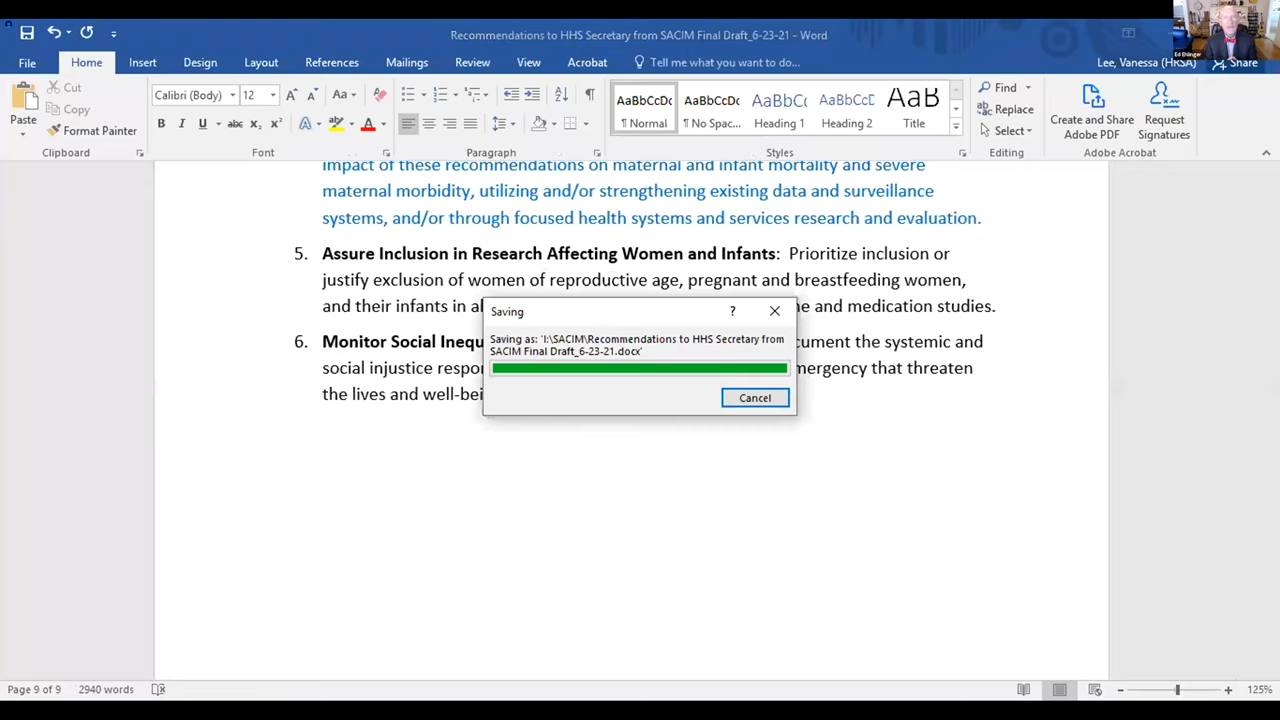 Recommendations to HHS Secretary from SACIM Final Draft_6-23-21 - Word
Ed Ehlinger
File Home Insert Design Layout References Mailings Review View Acrobat Tell me what you want to do... Lee, Vanessa (HRSA) Share
Paste
Cut
Copy
Format Painter
Clipboard
Calibri (Body) 12
Aa
B I U abc X₂ X²
Font
Paragraph
AaBbCcDc AaBbCcDc AaBbCc AaBbCcD AaB
¶ Normal ¶ No Spac... Heading 1 Heading 2 Title
Styles
Find
Replace
Select
Editing
Create and Share
Adobe PDF
Request
Signatures
Adobe Acrobat
Impact of these recommendations on maternal and infant mortality and severe
maternal morbidity, utilizing and/or strengthening existing data and surveillance
systems, and/or through focused health systems and services research and evaluation.
5. Assure Inclusion in Research Affecting Women and Infants: Prioritize inclusion or
justify exclusion of women of reproductive age, pregnant and breastfeeding women,
and their infants in al
ne and medication studies.
6. Monitor Social Inequ
cument the systemic and
social injustice respo
mergency that threaten
the lives and well-bei
Saving
?
Saving as: 'I:\SACIM\Recommendations to HHS Secretary from
SACIM Final Draft_6-23-21.docx'
Cancel
Page 9 of 9 2940 words
125%